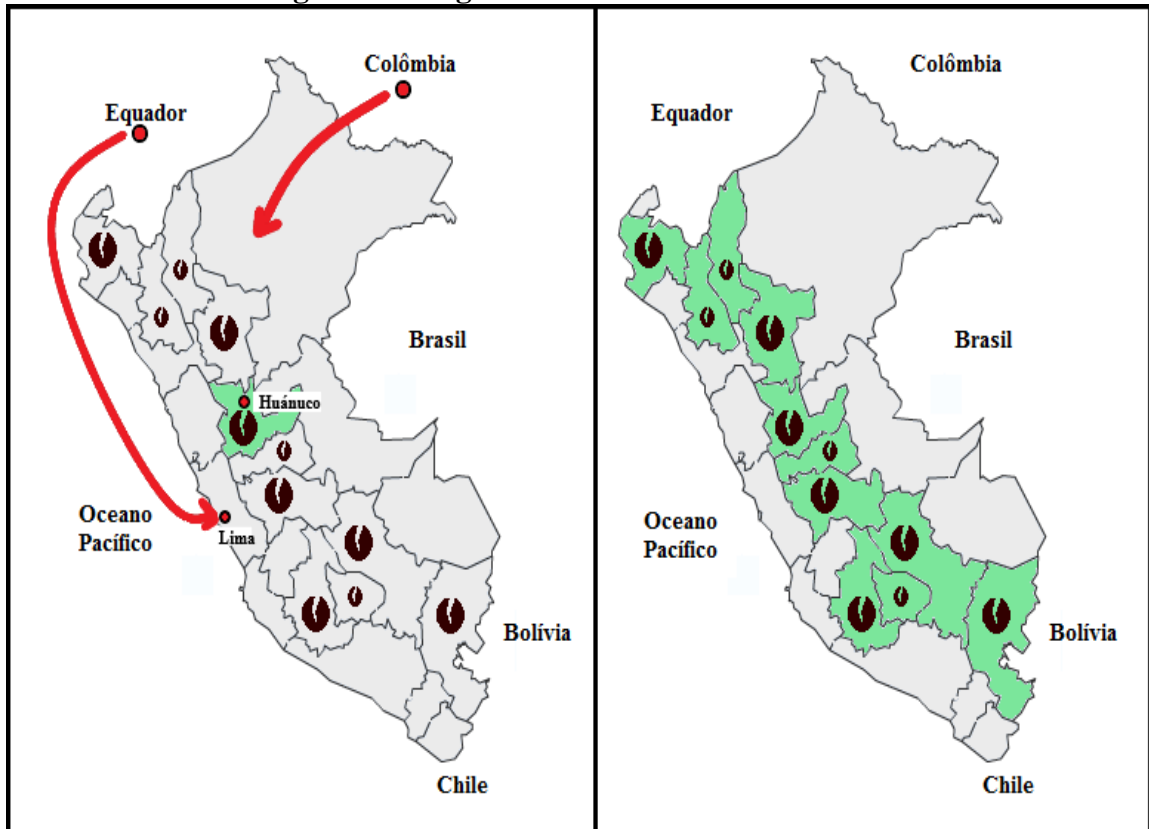 Colômbia
Equador
Brasil
Huánuco
Oceano
Pacífico
Lima
Bolívia
Chile
Colômbia
Equador
Brasil
Oceano
Pacífico
Bolívia
Chile